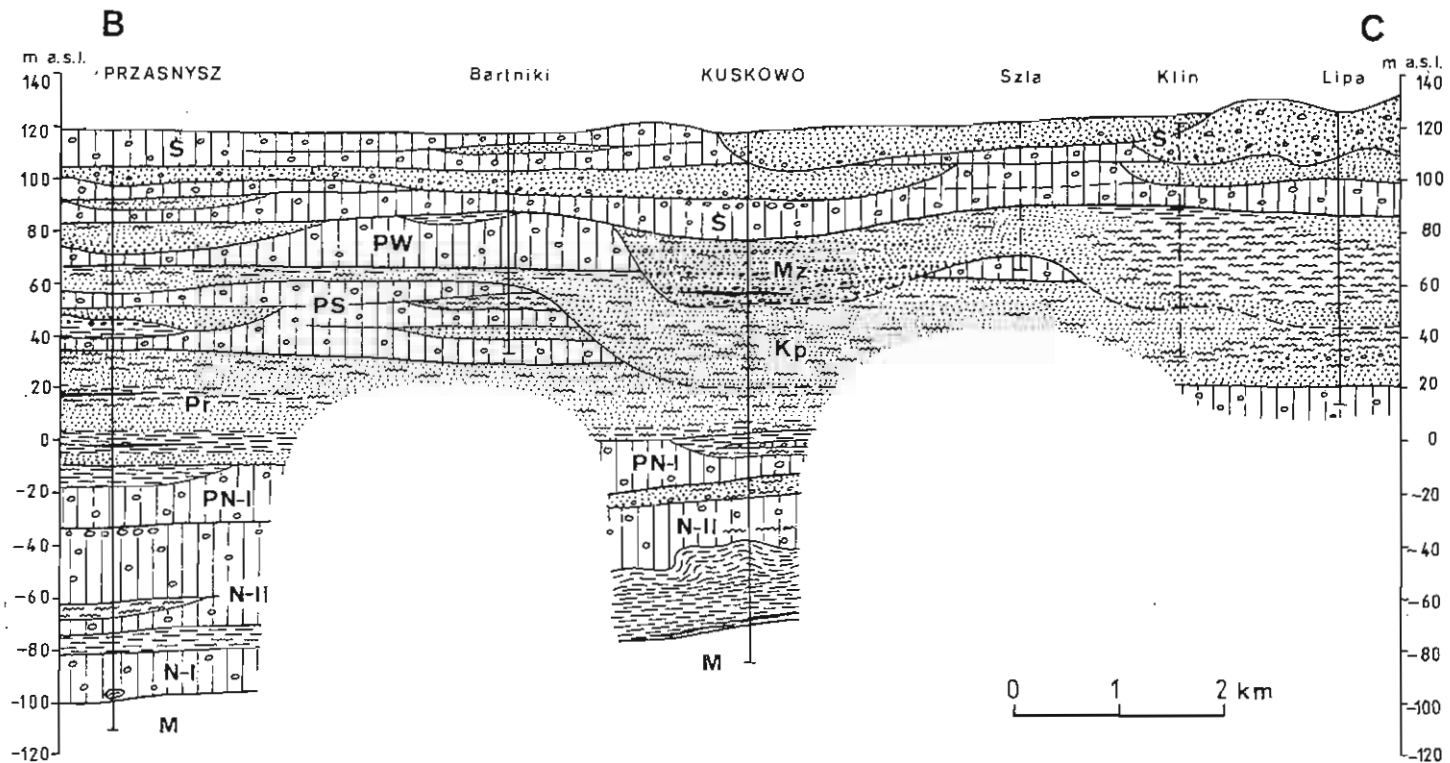 B C
m a.s.l. PRZASNYSZ Bartniki KUSKOWO Szla Klin Lipa m a.s.l.
140 140
120 Ś Ś 120
100 100
Ś
80 PW 80
Mz
60 60
PS
40 Kp 40
20 20
Pr
0 0
PN-I
-20 PN-I -20
N-II
-40 -40
-60 N-II -60
-80 M -80
N-I
0 1 2 km
-100 -100
M
-120 -120